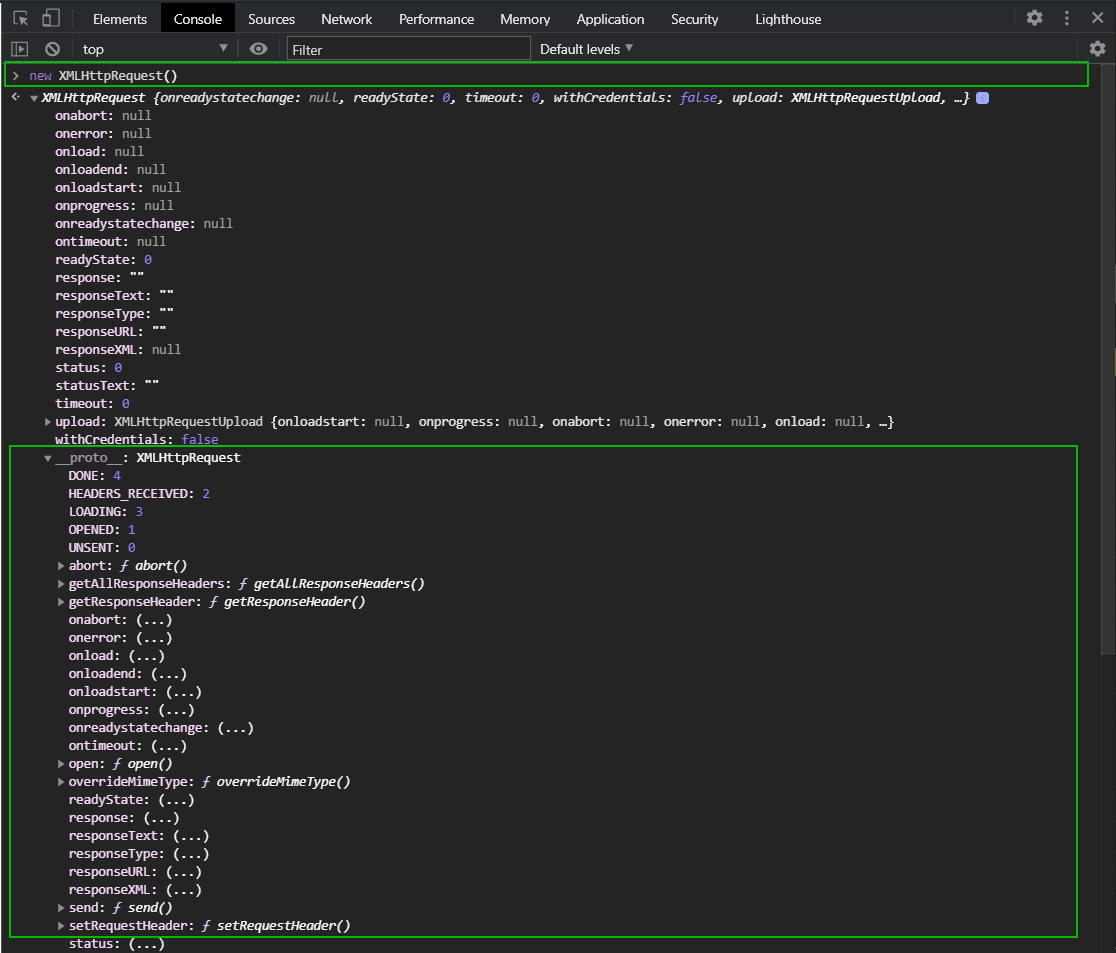 Elements Console Sources Network Performance Memory Application Security Lighthouse
top Filter Default levels
> new XMLHttpRequest()
XMLHttpRequest {onreadystatechange: null, readyState: 0, timeout: 0, withCredentials: false, upload: XMLHttpRequestUpload, …}
onabort: null
onerror: null
onload: null
onloadend: null
onloadstart: null
onprogress: null
onreadystatechange: null
ontimeout: null
readyState: 0
response: ""
responseText: ""
responseType: ""
responseURL: ""
responseXML: null
status: 0
statusText: ""
timeout: 0
upload: XMLHttpRequestUpload {onloadstart: null, onprogress: null, onabort: null, onerror: null, onload: null, …}
withCredentials: false
__proto__: XMLHttpRequest
DONE: 4
HEADERS_RECEIVED: 2
LOADING: 3
OPENED: 1
UNSENT: 0
abort: ƒ abort()
getAllResponseHeaders: ƒ getAllResponseHeaders()
getResponseHeader: ƒ getResponseHeader()
onabort: (...)
onerror: (...)
onload: (...)
onloadend: (...)
onloadstart: (...)
onprogress: (...)
onreadystatechange: (...)
ontimeout: (...)
open: ƒ open()
overrideMimeType: ƒ overrideMimeType()
readyState: (...)
response: (...)
responseText: (...)
responseType: (...)
responseURL: (...)
responseXML: (...)
send: ƒ send()
setRequestHeader: ƒ setRequestHeader()
status: (...)